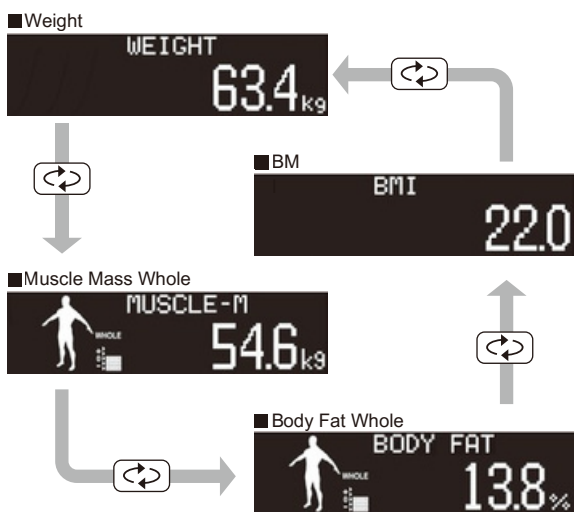 ■Weight
WEIGHT
63.4kg
■BM
BMI
22.0
■Muscle Mass Whole
MUSCLE-M
WHOLE
54.6kg
■Body Fat Whole
BODY FAT
WHOLE
13.8%